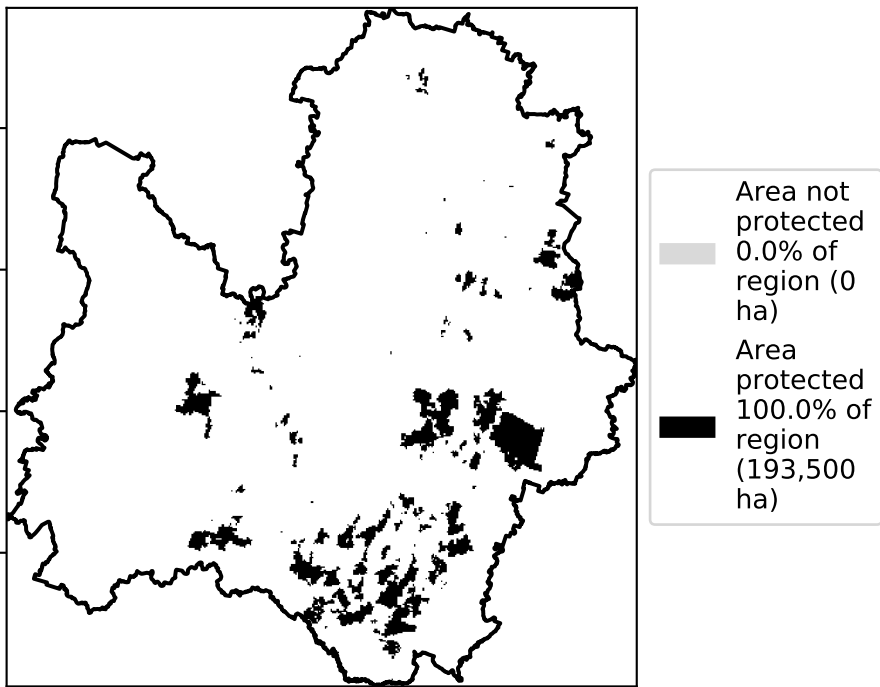 Area not
protected
0.0% of
region (0
ha)
Area
protected
100.0% of
region
(193,500
ha)